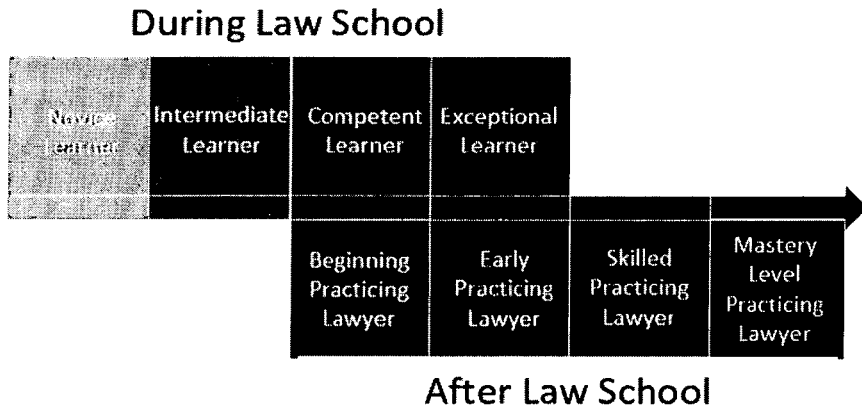 During Law School
Novice
Learner
Intermediate
Learner
Competent
Learner
Exceptional
Learner
Beginning
Practicing
Lawyer
Early
Practicing
Lawyer
Skilled
Practicing
Lawyer
Mastery
Level
Practicing
Lawyer
After Law School